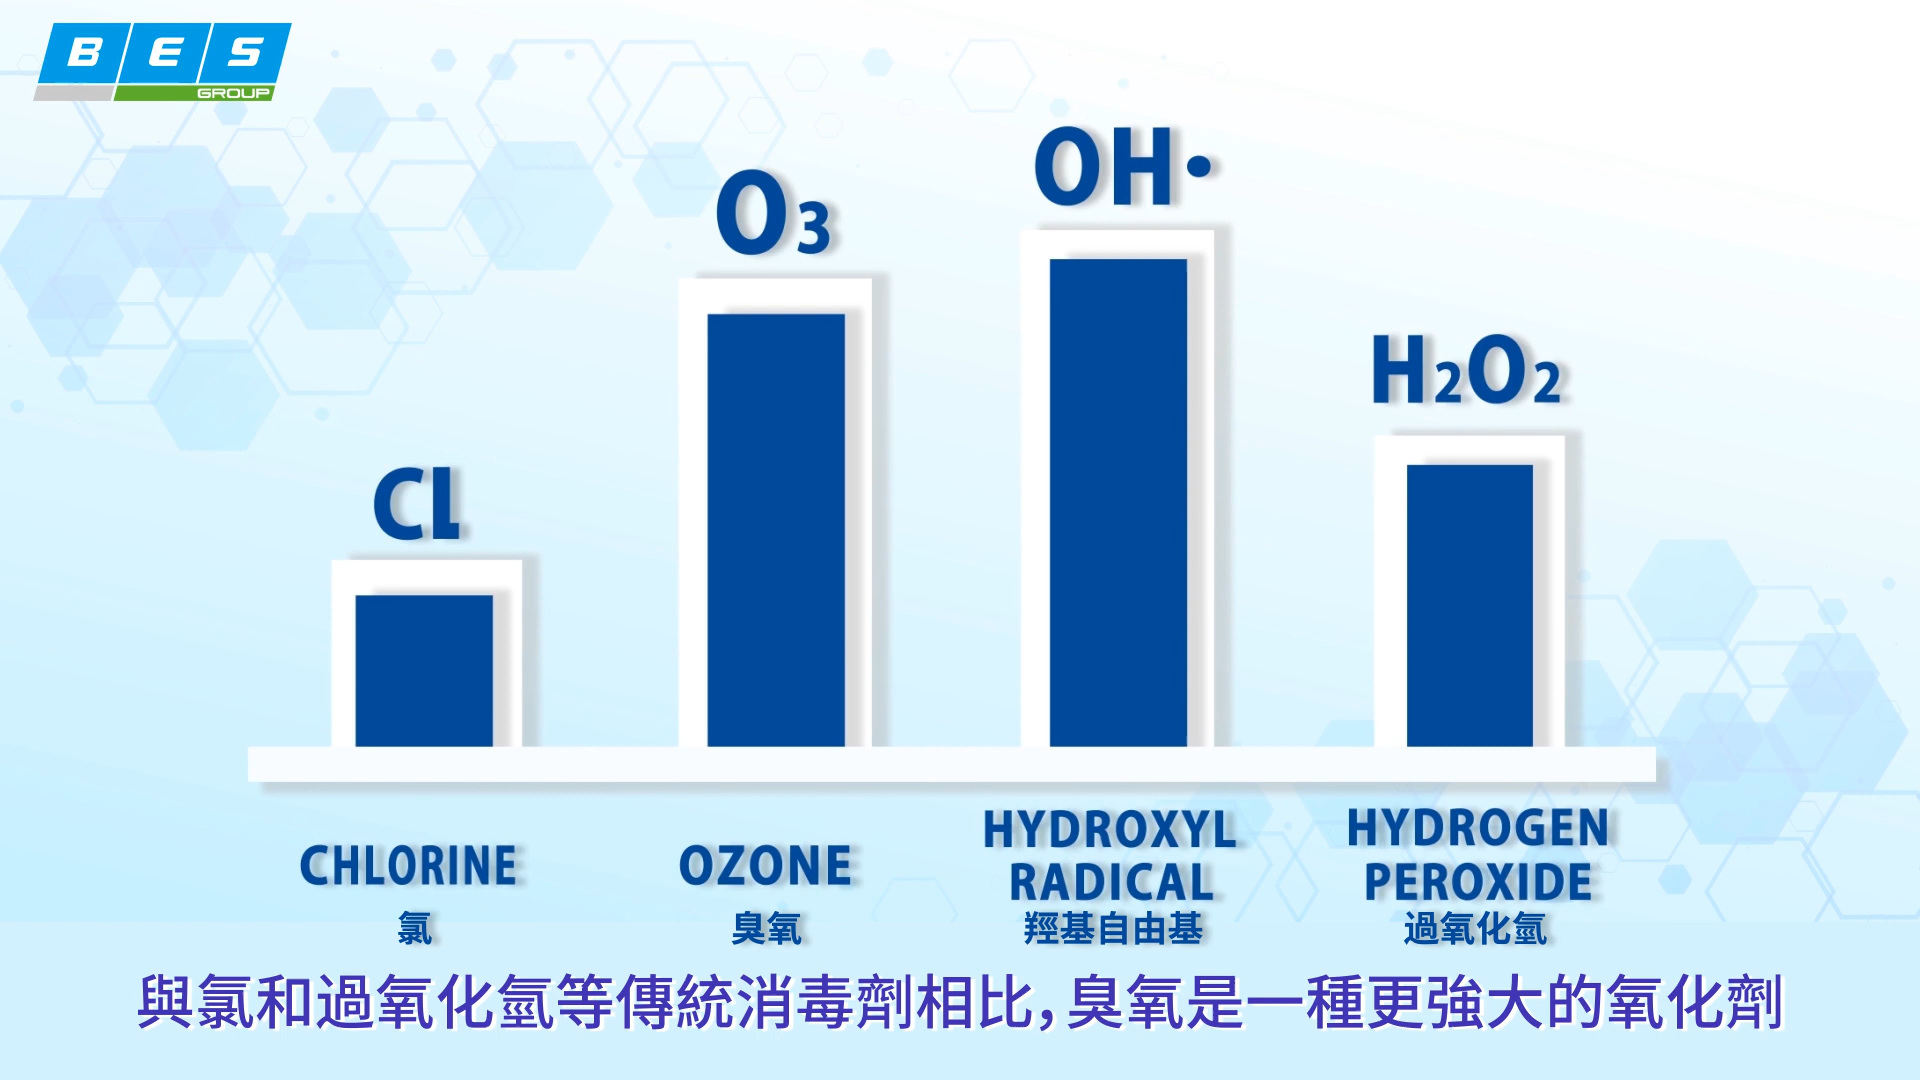 BES
GROUP
Cl
O3
OH•
H2O2
CHLORINE
氯
OZONE
臭氧
HYDROXYL
RADICAL
羥基自由基
HYDROGEN
PEROXIDE
過氧化氫
與氯和過氧化氫等傳統消毒劑相比,臭氧是一種更強大的氧化劑